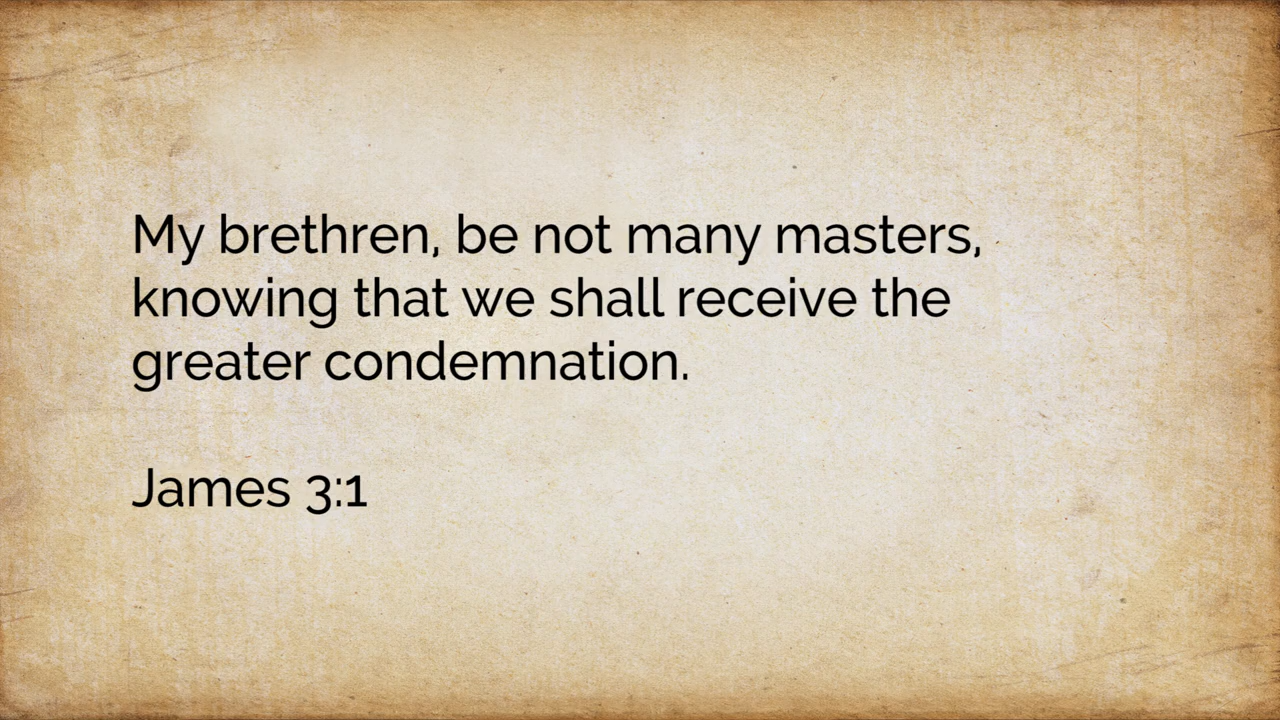 My brethren, be not many masters,
knowing that we shall receive the
greater condemnation.
James 3:1